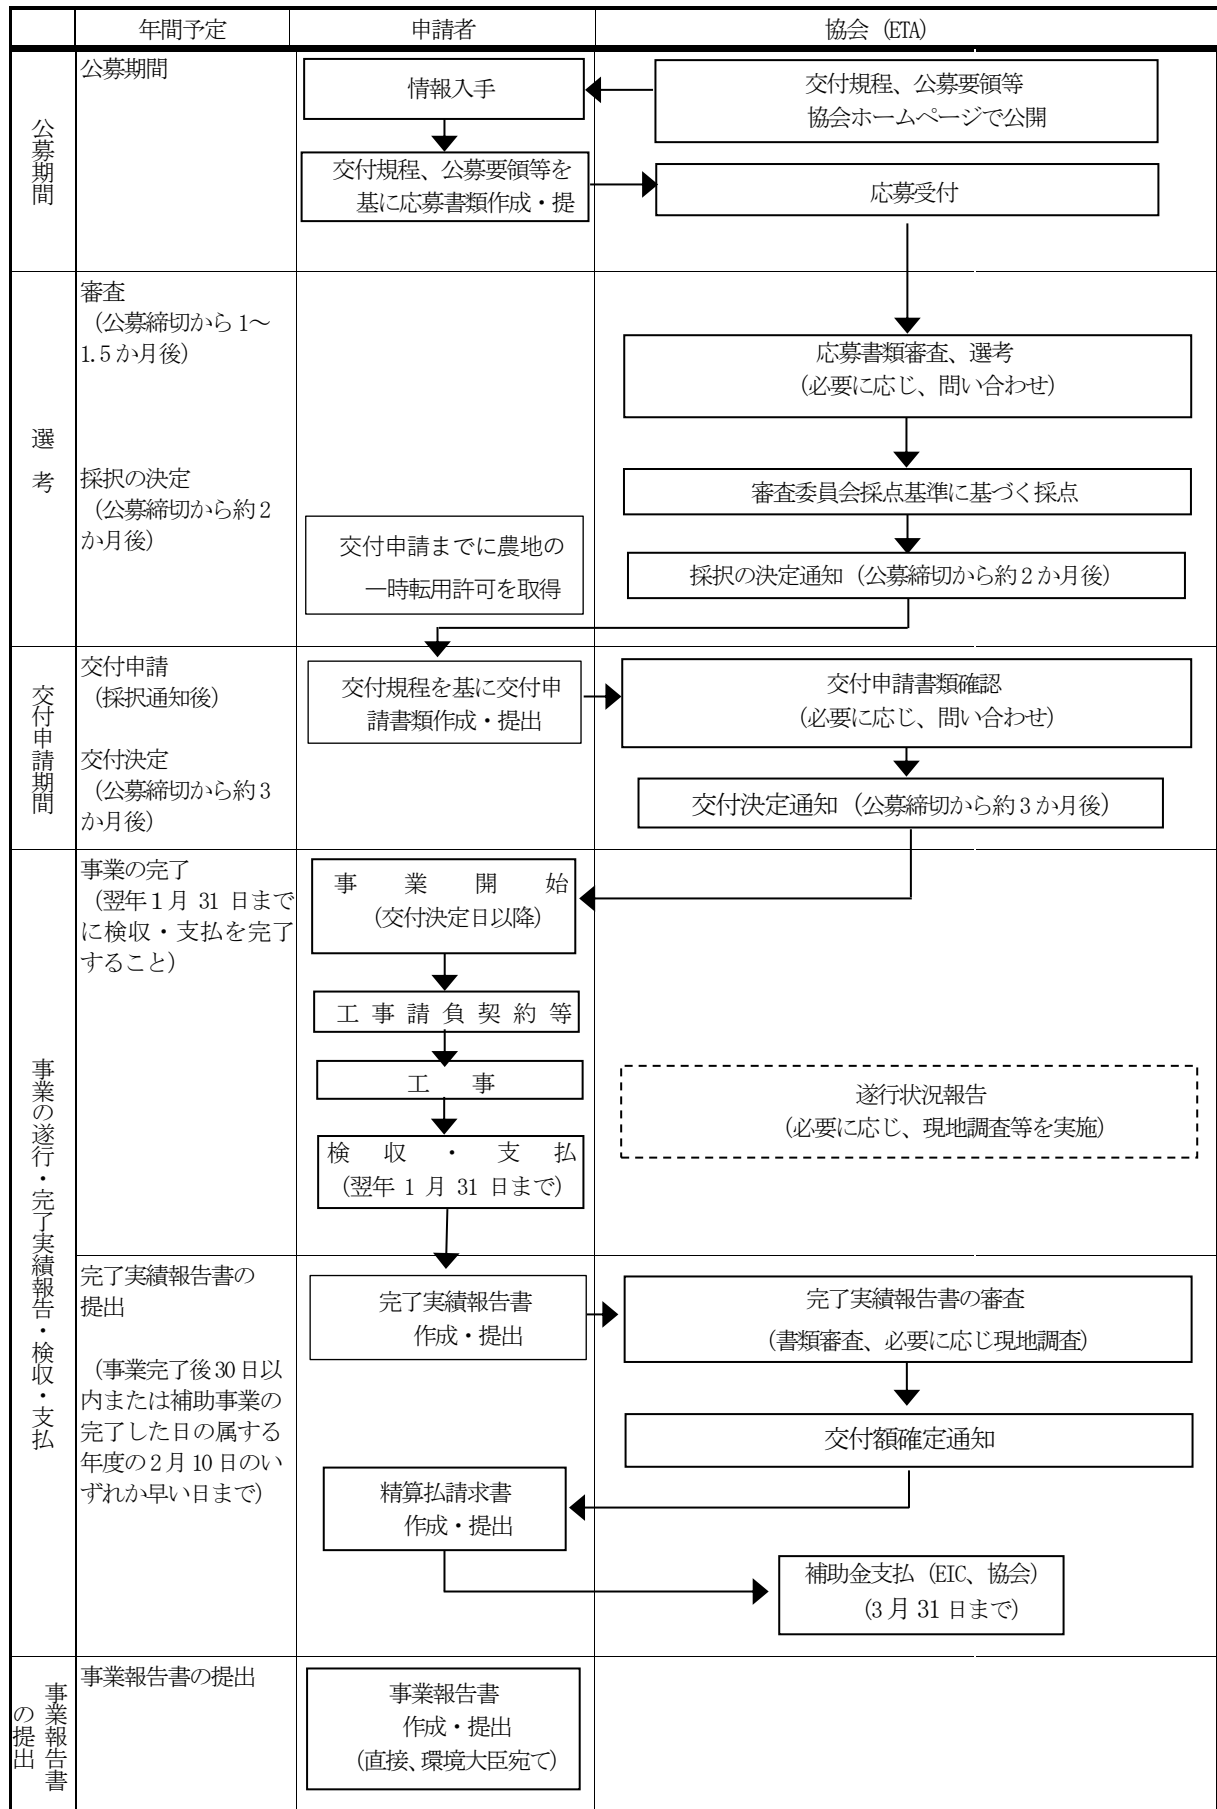 年間予定
申請者
協会（ETA）
公募期間
公募期間
情報入手
交付規程、公募要領等
協会ホームページで公開
交付規程、公募要領等を
基に応募書類作成・提
応募受付
選考
審査
（公募締切から 1～
1.5 か月後）
応募書類審査、選考
（必要に応じ、問い合わせ）
採択の決定
（公募締切から約 2
か月後）
審査委員会採点基準に基づく採点
交付申請までに農地の
一時転用許可を取得
採択の決定通知（公募締切から約 2 か月後）
交付申請期間
交付申請
（採択通知後）
交付規程を基に交付申
請書類作成・提出
交付申請書類確認
（必要に応じ、問い合わせ）
交付決定
（公募締切から約 3
か月後）
交付決定通知（公募締切から約 3 か月後）
事業の遂行・完了実績報告・検収・支払
事業の完了
（翌年１月 31 日まで
に検収・支払を完了
すること）
事業開始
（交付決定日以降）
工事請負契約等
工事
遂行状況報告
（必要に応じ、現地調査等を実施）
検収・支払
（翌年 1 月 31 日まで）
完了実績報告書の
提出
（事業完了後 30 日以
内または補助事業の
完了した日の属する
年度の 2 月 10 日のい
ずれか早い日まで）
完了実績報告書
作成・提出
完了実績報告書の審査
（書類審査、必要に応じ現地調査）
交付額確定通知
精算払請求書
作成・提出
補助金支払（EIC、協会）
（3 月 31 日まで）
事業報告書
の提出
事業報告書の提出
事業報告書
作成・提出
（直接、環境大臣宛て）